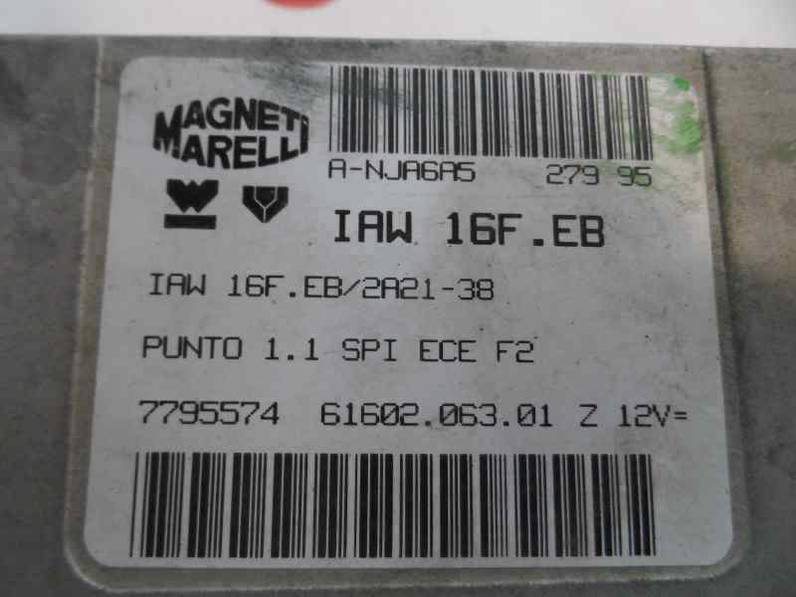 MAGNETI
MARELLI
A-NJA6A5 279 95
IAW 16F.EB
IAW 16F.EB/2A21-38
PUNTO 1.1 SPI ECE F2
7795574 61602.063.01 Z 12V=